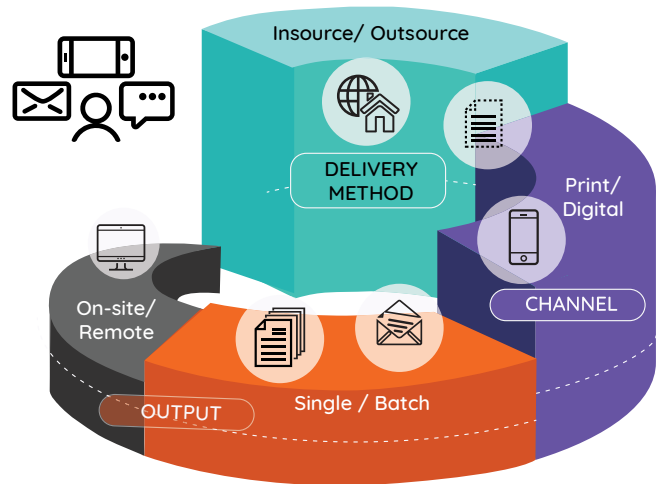 Insource/ Outsource
DELIVERY
METHOD
Print/
Digital
CHANNEL
On-site/
Remote
Single / Batch
OUTPUT